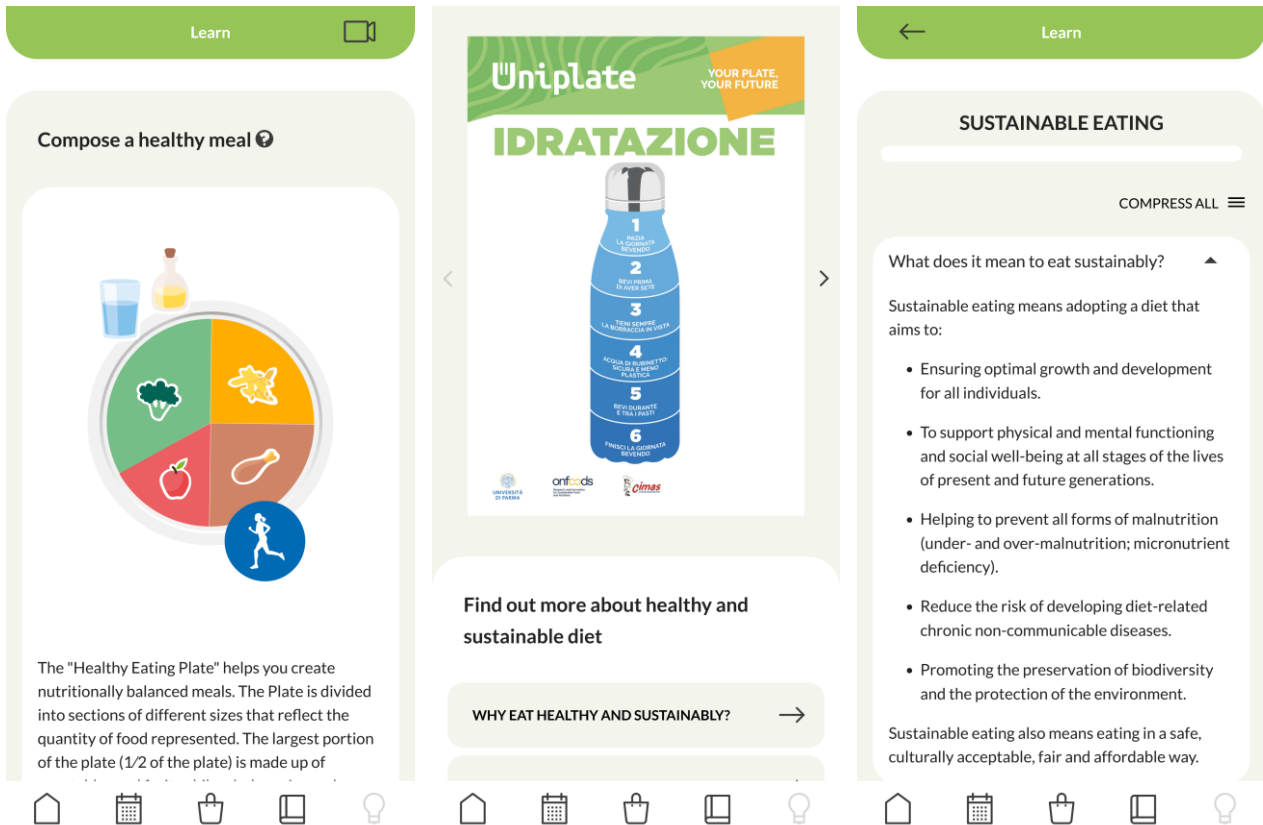 Learn
Compose a healthy meal ?
The "Healthy Eating Plate" helps you create
nutritionally balanced meals. The Plate is divided
into sections of different sizes that reflect the
quantity of food represented. The largest portion
of the plate (1/2 of the plate) is made up of
Uniplate
YOUR PLATE,
YOUR FUTURE
IDRATAZIONE
1
INIZIA
LA GIORNATA
BEVENDO
2
BEVI PRIMA
DI AVER SETE
3
TIENI SEMPRE
LA BORRACCIA IN VISTA
4
ACQUA DI RUBINETTO:
SICURA E MENO
PLASTICA
5
BEVI DURANTE
E TRA I PASTI
6
FINISCI LA GIORNATA
BEVENDO
UNIVERSITÀ
DI PARMA
onfoods
cimas
Find out more about healthy and
sustainable diet
WHY EAT HEALTHY AND SUSTAINABLY?
Learn
SUSTAINABLE EATING
COMPRESS ALL
What does it mean to eat sustainably?
Sustainable eating means adopting a diet that
aims to:
• Ensuring optimal growth and development
for all individuals.
• To support physical and mental functioning
and social well-being at all stages of the lives
of present and future generations.
• Helping to prevent all forms of malnutrition
(under- and over-malnutrition; micronutrient
deficiency).
• Reduce the risk of developing diet-related
chronic non-communicable diseases.
• Promoting the preservation of biodiversity
and the protection of the environment.
Sustainable eating also means eating in a safe,
culturally acceptable, fair and affordable way.